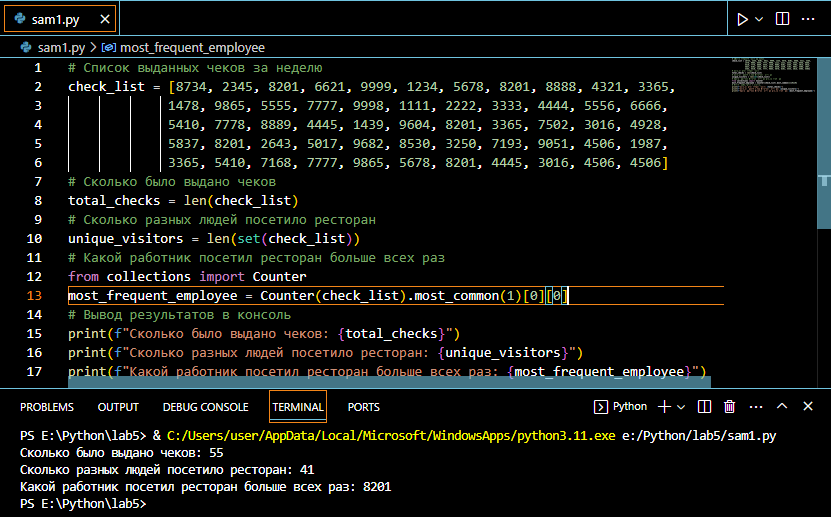 sam1.py
sam1.py > most_frequent_employee
1 # Список выданных чеков за неделю
2 check_list = [8734, 2345, 8201, 6621, 9999, 1234, 5678, 8201, 8888, 4321, 3365,
3 1478, 9865, 5555, 7777, 9998, 1111, 2222, 3333, 4444, 5556, 6666,
4 5410, 7778, 8889, 4445, 1439, 9604, 8201, 3365, 7502, 3016, 4928,
5 5837, 8201, 2643, 5017, 9682, 8530, 3250, 7193, 9051, 4506, 1987,
6 3365, 5410, 7168, 7777, 9865, 5678, 8201, 4445, 3016, 4506, 4506]
7 # Сколько было выдано чеков
8 total_checks = len(check_list)
9 # Сколько разных людей посетило ресторан
10 unique_visitors = len(set(check_list))
11 # Какой работник посетил ресторан больше всех раз
12 from collections import Counter
13 most_frequent_employee = Counter(check_list).most_common(1)[0][0]
14 # Вывод результатов в консоль
15 print(f"Сколько было выдано чеков: {total_checks}")
16 print(f"Сколько разных людей посетило ресторан: {unique_visitors}")
17 print(f"Какой работник посетил ресторан больше всех раз: {most_frequent_employee}")
PROBLEMS OUTPUT DEBUG CONSOLE TERMINAL PORTS Python
PS E:\Python\lab5> & C:/Users/user/AppData/Local/Microsoft/WindowsApps/python3.11.exe e:/Python/lab5/sam1.py
Сколько было выдано чеков: 55
Сколько разных людей посетило ресторан: 41
Какой работник посетил ресторан больше всех раз: 8201
PS E:\Python\lab5>